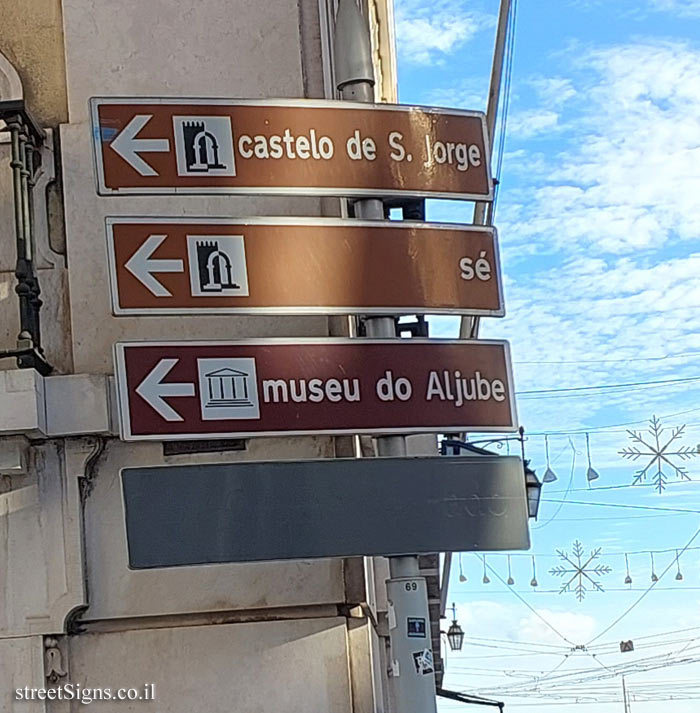 castelo de S. Jorge
sé
museu do Aljube
69
streetSigns.co.il